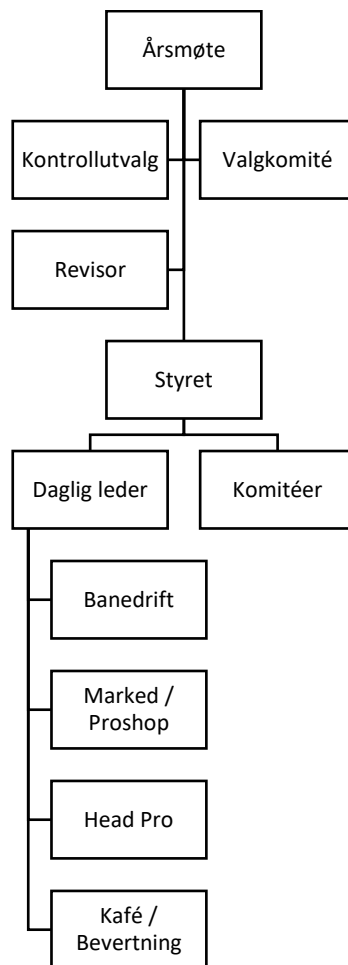 Årsmøte
Kontrollutvalg
Valgkomité
Revisor
Styret
Daglig leder
Komitéer
Banedrift
Marked /
Proshop
Head Pro
Kafé /
Bevertning